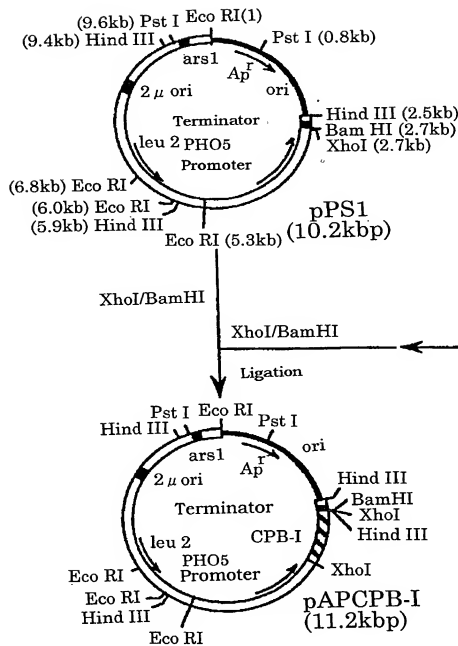 Eco RI(1)
(9.6kb) Pst I
(9.4kb) Hind III
Pst I (0.8kb)
ars1
Apr
ori
2μ ori
Hind III (2.5kb)
Bam HI (2.7kb)
XhoI (2.7kb)
Terminator
leu 2
PHO5
Promoter
(6.8kb) Eco RI
(6.0kb) Eco RI
(5.9kb) Hind III
Eco RI (5.3kb)
pPS1
(10.2kbp)
XhoI/BamHI
XhoI/BamHI
Ligation
Eco RI
Pst I
Pst I
Hind III
ars1
Apr
ori
2μ ori
Hind III
BamHI
XhoI
Hind III
Terminator
CPB-I
leu 2
PHO5
Promoter
XhoI
Eco RI
Eco RI
Hind III
Eco RI
pAPCPB-I
(11.2kbp)